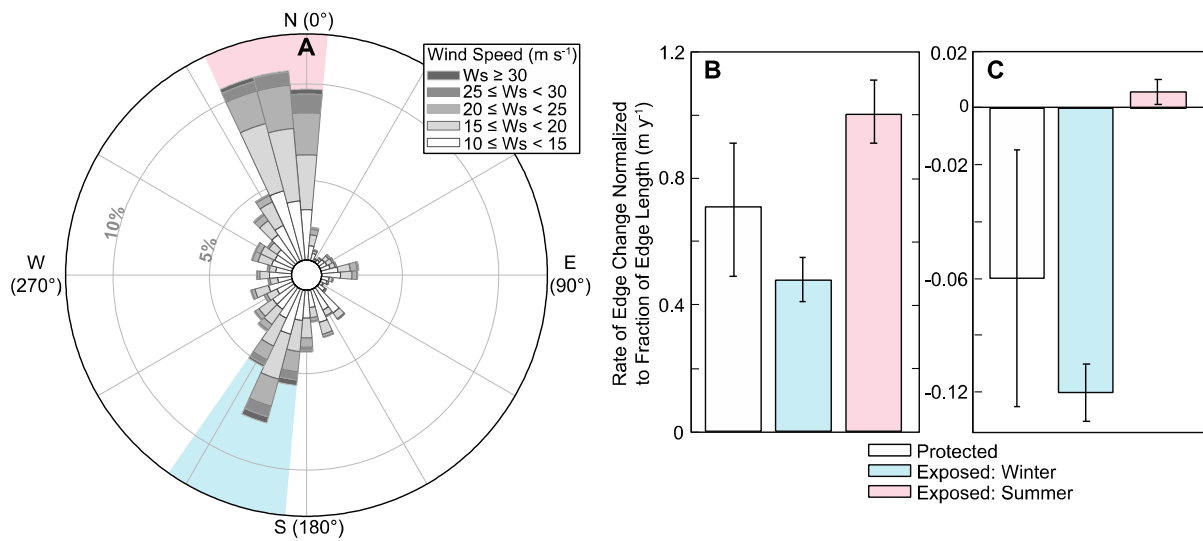 N (0°)
A
Wind Speed (m s⁻¹)
Ws ≥ 30
25 ≤ Ws < 30
20 ≤ Ws < 25
15 ≤ Ws < 20
10 ≤ Ws < 15
10%
5%
W
(270°)
E
(90°)
S (180°)
Rate of Edge Change Normalized
to Fraction of Edge Length (m y⁻¹)
B
1.2
0.8
0.4
0
C
0.02
0
-0.02
-0.06
-0.12
Protected
Exposed: Winter
Exposed: Summer